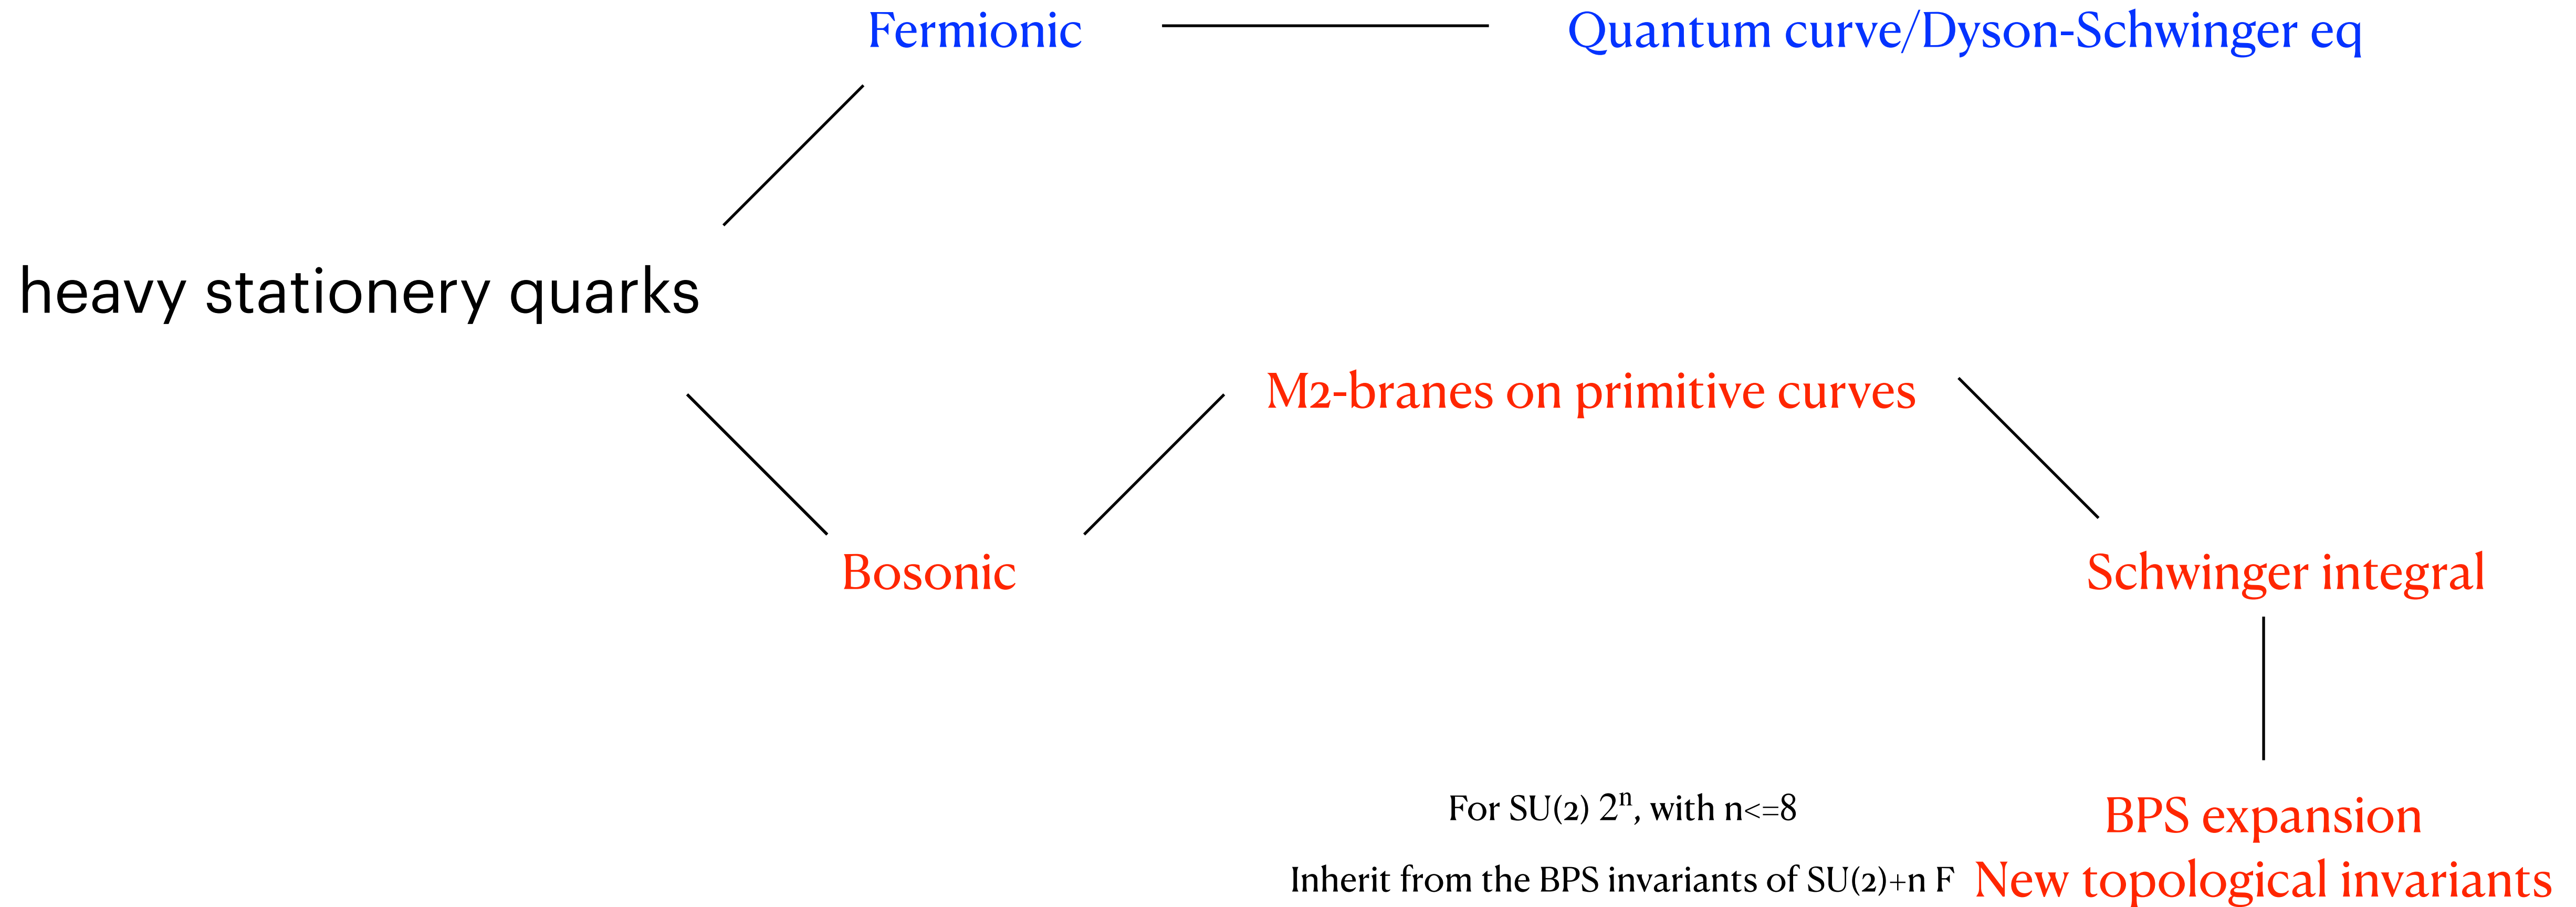 Fermionic
Quantum curve/Dyson-Schwinger eq
heavy stationery quarks
M2-branes on primitive curves
Bosonic
Schwinger integral
For SU(2) 2ⁿ, with n<=8
BPS expansion
Inherit from the BPS invariants of SU(2)+n F
New topological invariants